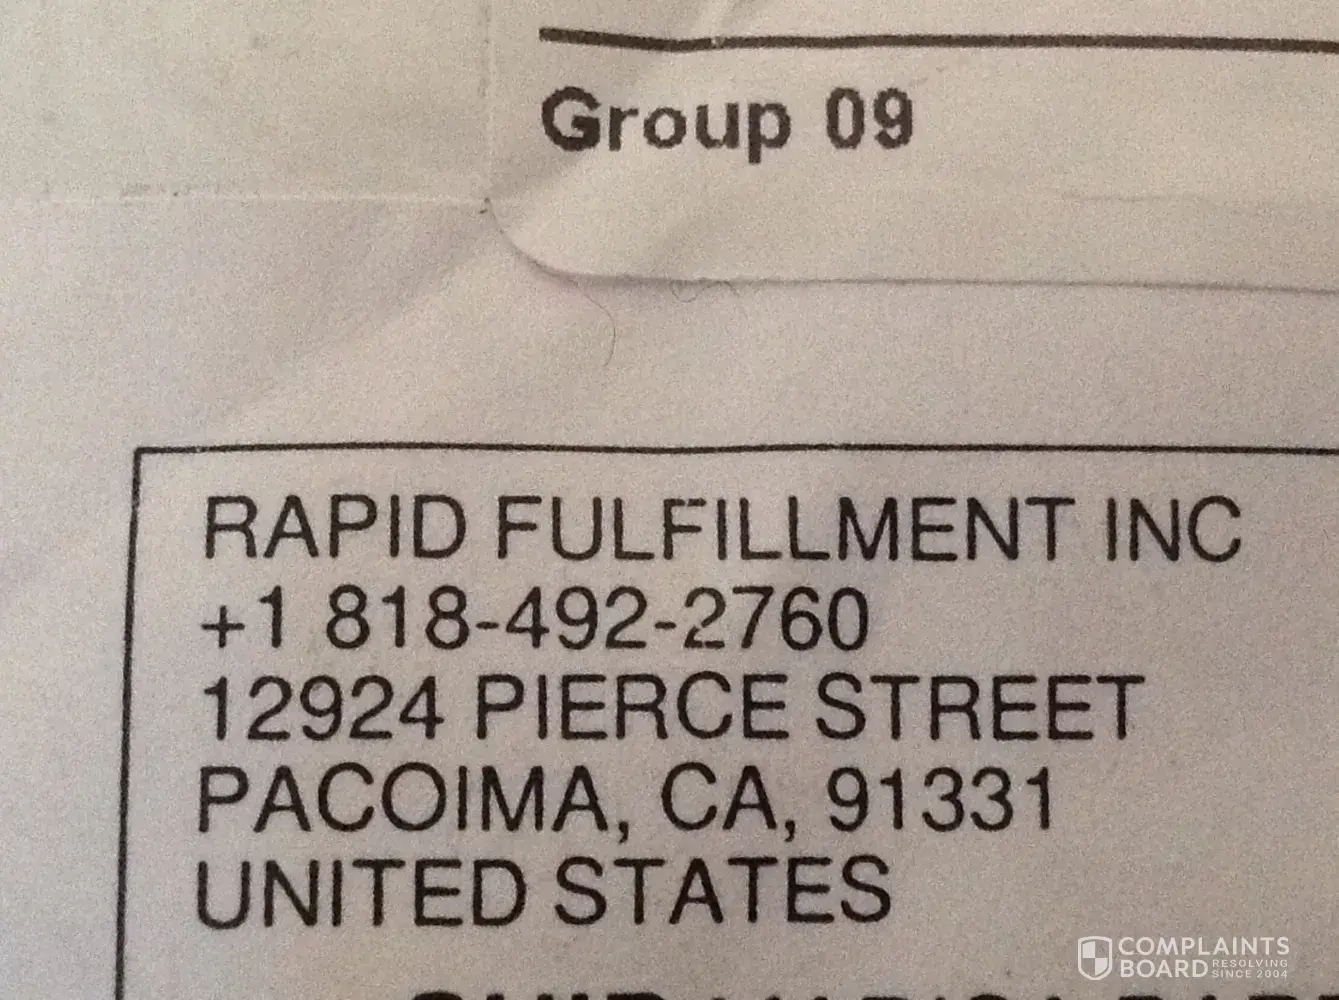 Group 09
RAPID FULFILLMENT INC
+1 818-492-2760
12924 PIERCE STREET
PACOIMA, CA, 91331
UNITED STATES
COMPLAINTS
BOARD RESOLVING
SINCE 2004